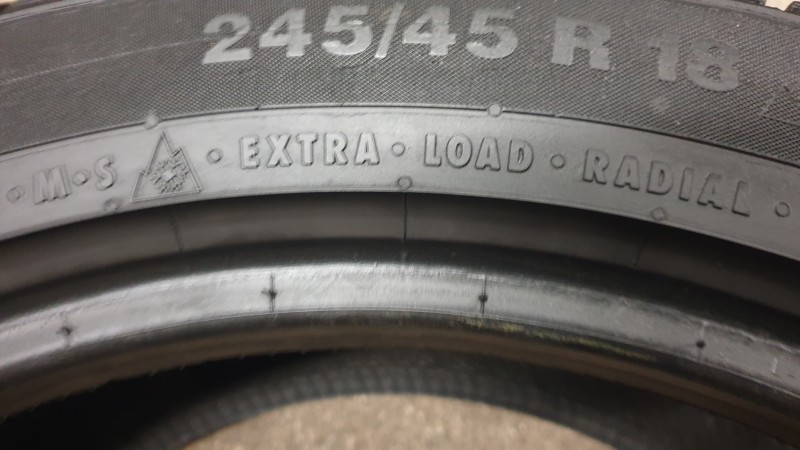 245/45 R 18
• M•S • EXTRA • LOAD • RADIAL •